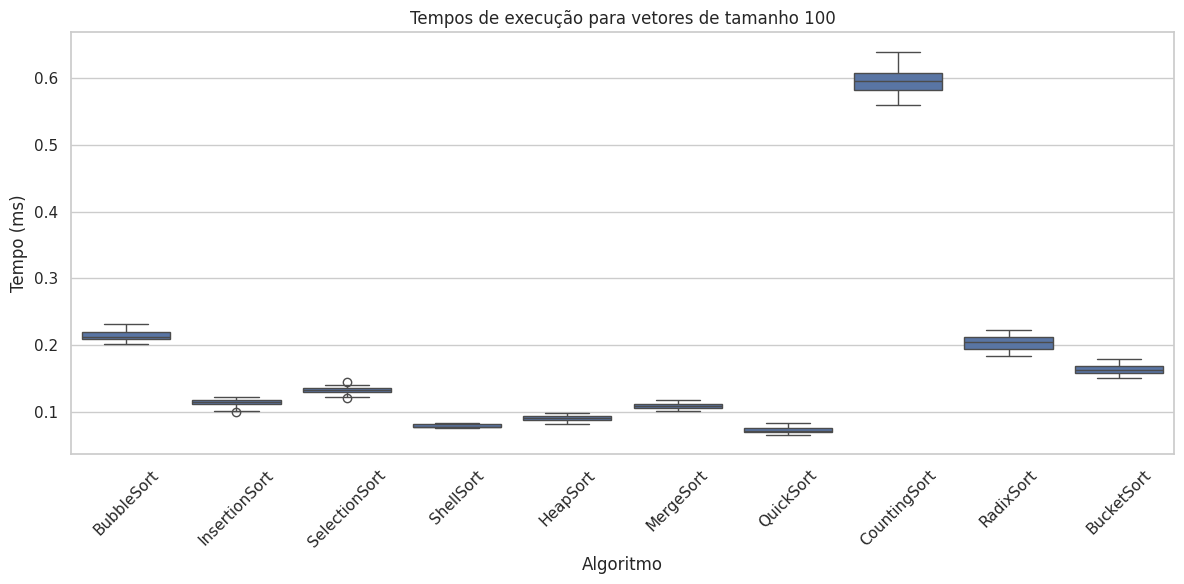 Tempos de execução para vetores de tamanho 100
Tempo (ms)
0.6
0.5
0.4
0.3
0.2
0.1
BubbleSort
InsertionSort
SelectionSort
ShellSort
HeapSort
MergeSort
QuickSort
CountingSort
RadixSort
BucketSort
Algoritmo